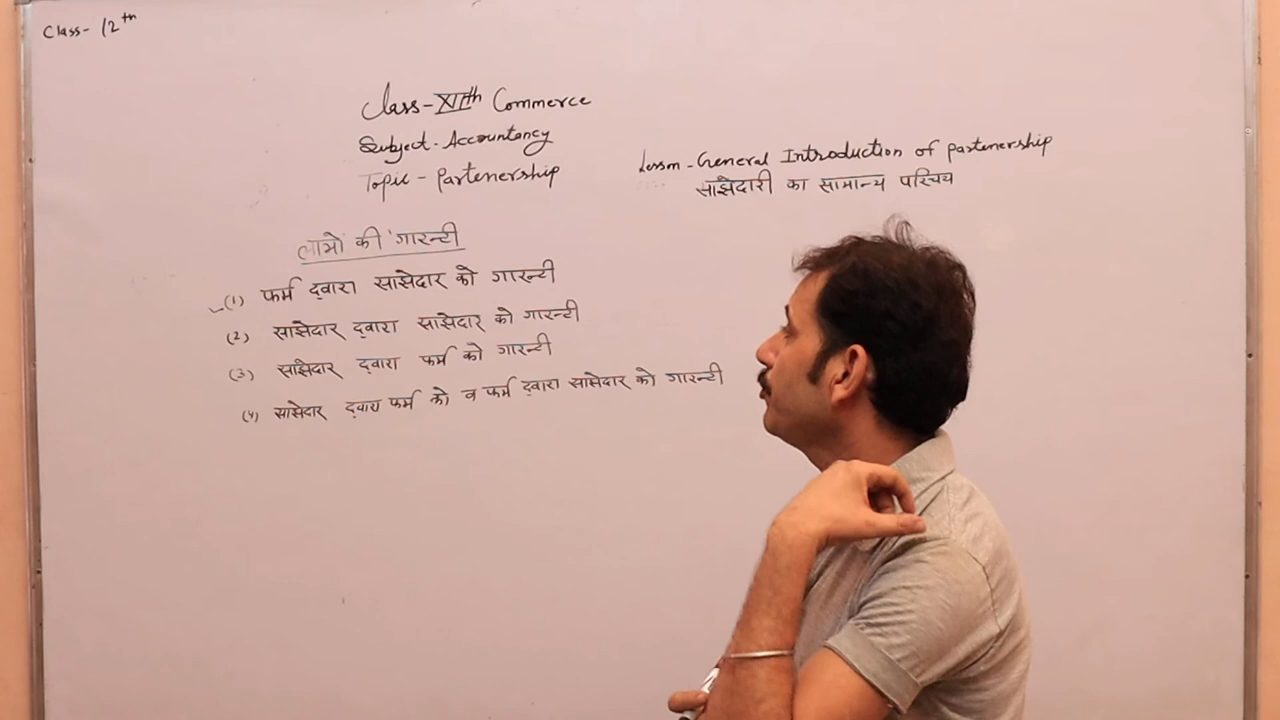 Class- 12th
Class-XIIth Commerce
Subject- Accountancy
Topic - Partenership
Lesson - General Introduction of partenership
साझेदारी का सामान्य परिचय
लाभों की गारन्टी
(1) फर्म द्वारा साझेदार को गारन्टी
(2) साझेदार द्वारा साझेदार को गारन्टी
(3) साझेदार द्वारा फर्म को गारन्टी
(4) साझेदार द्वारा फर्म को व फर्म द्वारा साझेदार को गारन्टी